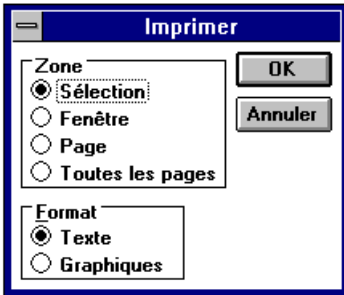 Imprimer
Zone
Sélection
Fenêtre
Page
Toutes les pages
OK
Annuler
Format
Texte
Graphiques